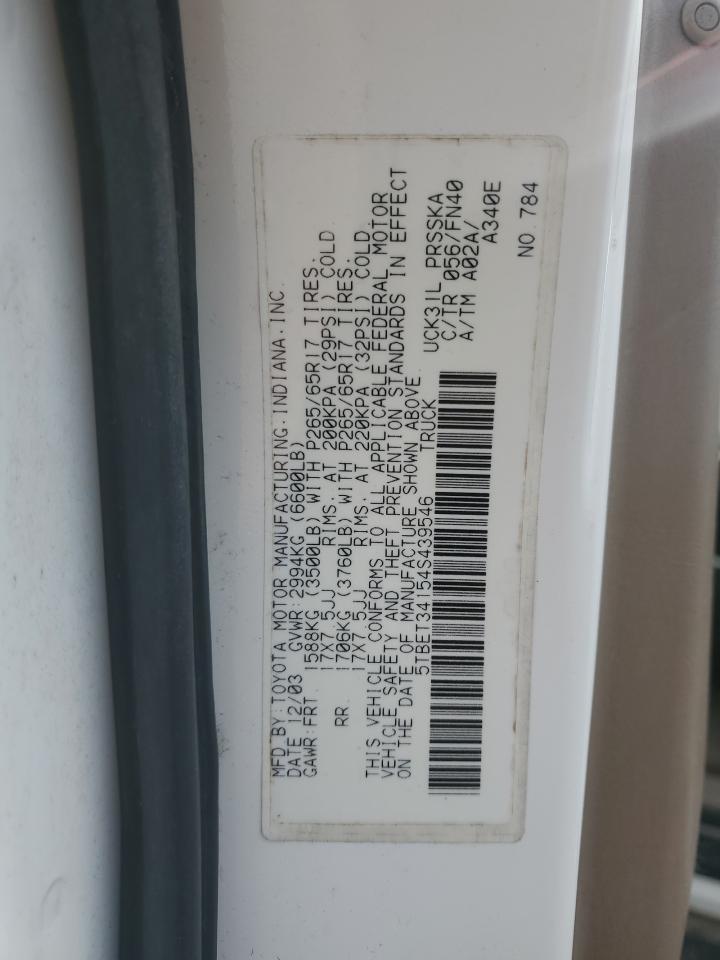 MFD BY: TOYOTA MOTOR MANUFACTURING. INDIANA. INC.
DATE 12/03 GVWR: 2994KG (6600LB)
GAWR: FRT. 1588KG (3500LB) WITH P265/65R17 TIRES.
17X7.5JJ RIMS. AT 200KPA (29PSI) COLD
RR. 1706KG (3760LB) WITH P265/65R17 TIRES.
17X7.5JJ RIMS. AT 220KPA (32PSI) COLD.
THIS VEHICLE CONFORMS TO ALL APPLICABLE FEDERAL MOTOR
VEHICLE SAFETY AND THEFT PREVENTION STANDARDS IN EFFECT
ON THE DATE OF MANUFACTURE SHOWN ABOVE
5TBET34154S439546 TRUCK
UCK31L PRSSKA
C/TR 056/FN40
A/TM A02A/
A340E
NO. 784